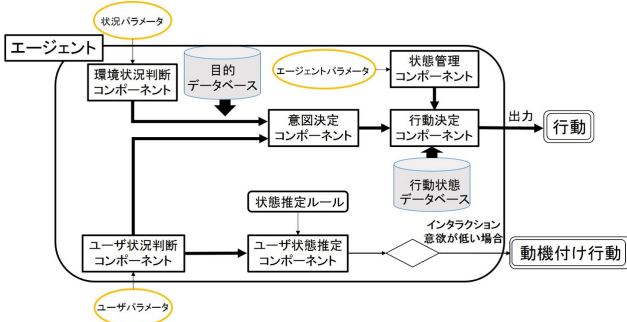 状況パラメータ
エージェント
環境状況判断
コンポーネント
目的
データベース
エージェントパラメータ
状態管理
コンポーネント
意図決定
コンポーネント
行動決定
コンポーネント
出力
行動
行動状態
データベース
状態推定ルール
ユーザ状況判断
コンポーネント
ユーザ状態推定
コンポーネント
インタラクション
意欲が低い場合
動機付け行動
ユーザパラメータ